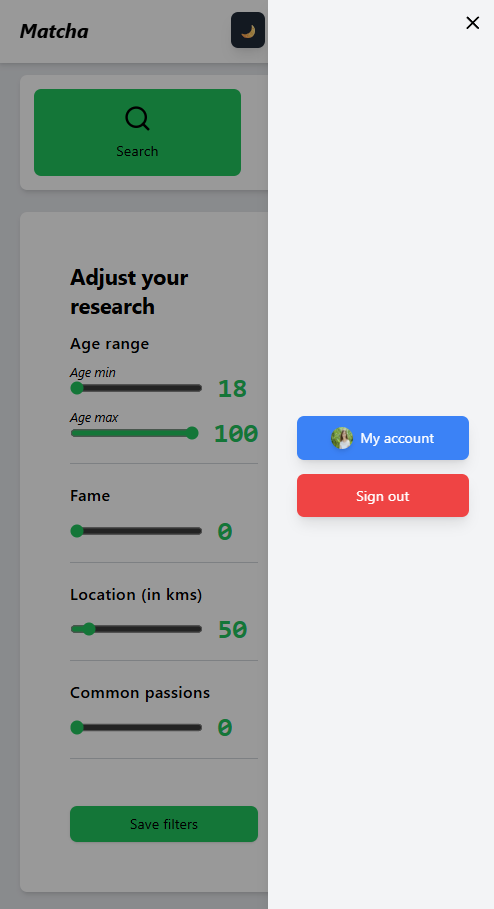 Matcha
Search
Adjust your
research
Age range
Age min
18
Age max
100
Fame
0
Location (in kms)
50
Common passions
0
Save filters
My account
Sign out